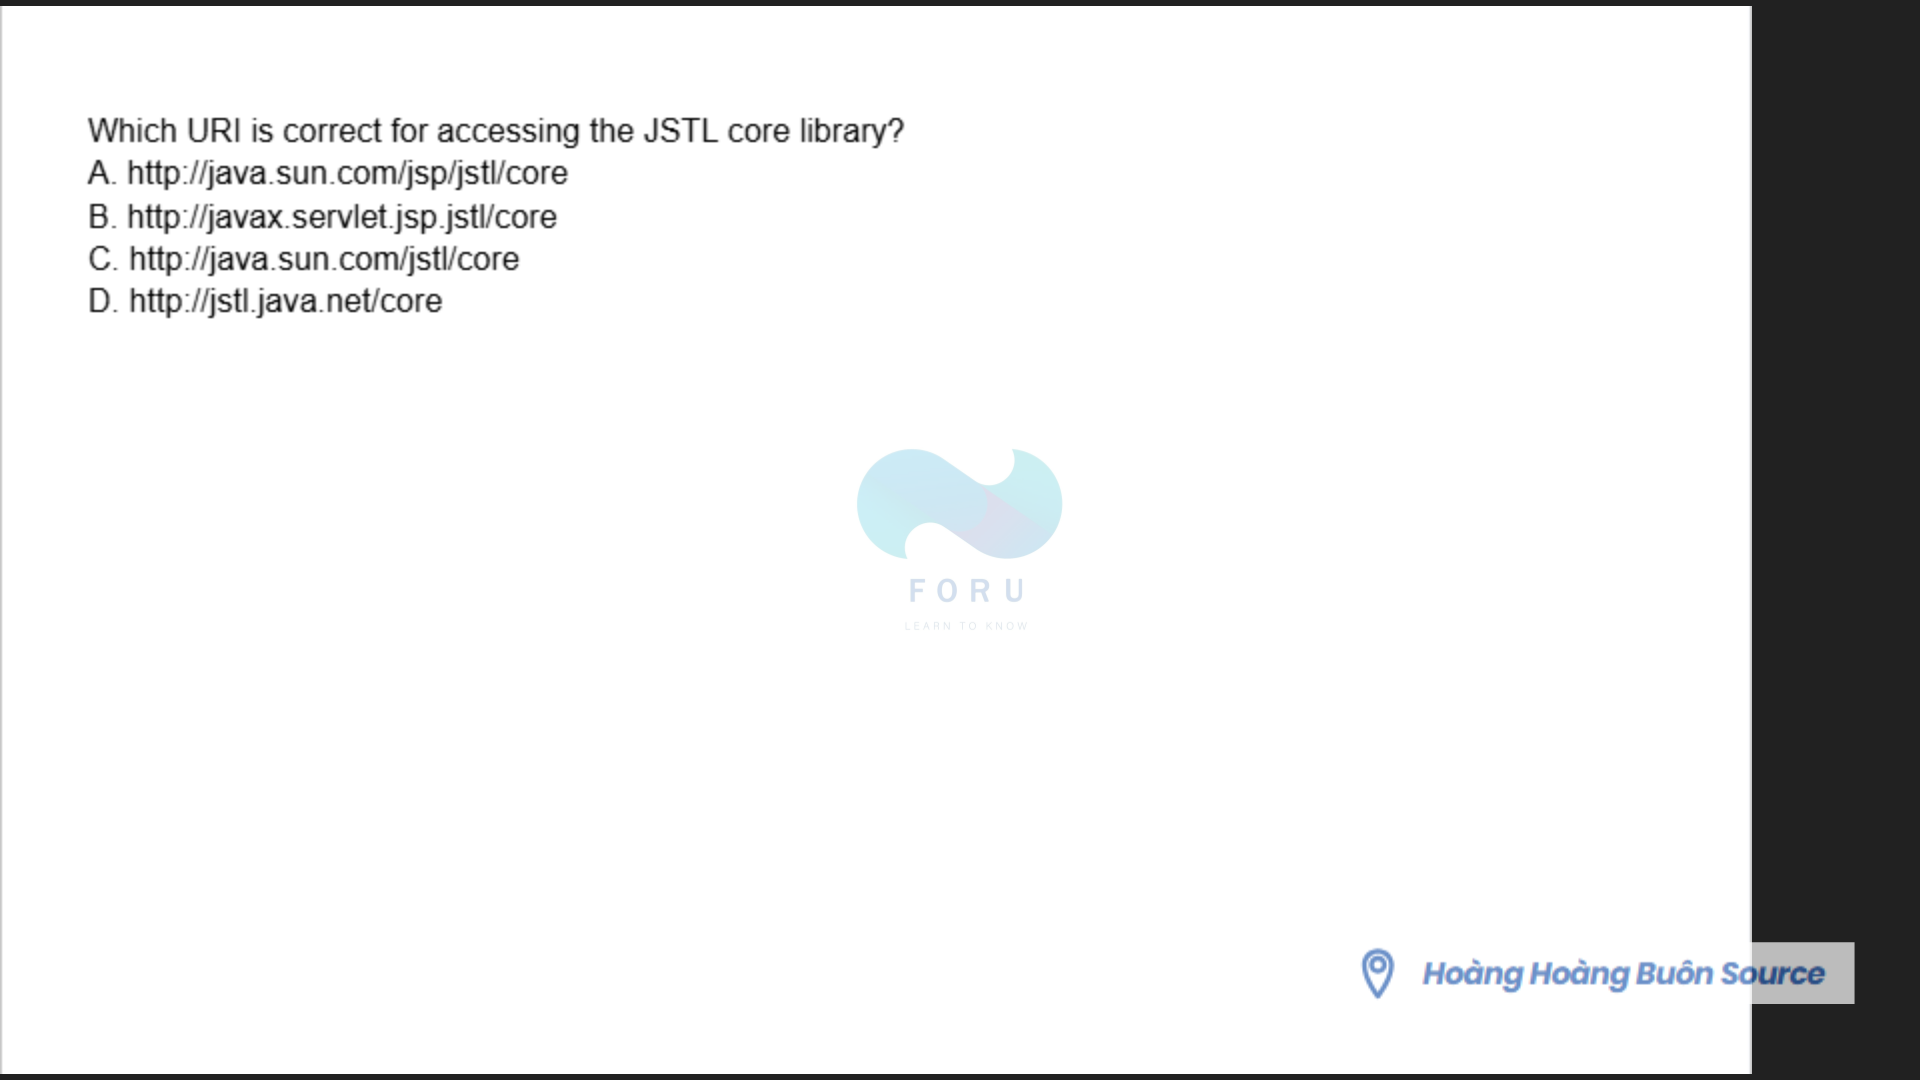 Which URI is correct for accessing the JSTL core library?
A. http://java.sun.com/jsp/jstl/core
B. http://javax.servlet.jsp.jstl/core
C. http://java.sun.com/jstl/core
D. http://jstl.java.net/core
FORU
LEARN TO KNOW
Hoàng Hoàng Buôn Source